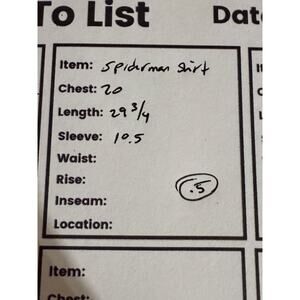 To List Dat
Item: Spiderman Shirt
Chest: 20
Length: 29 3/4
Sleeve: 10.5
Waist:
Rise:
.5
Inseam:
Location:
Item:
Chest: